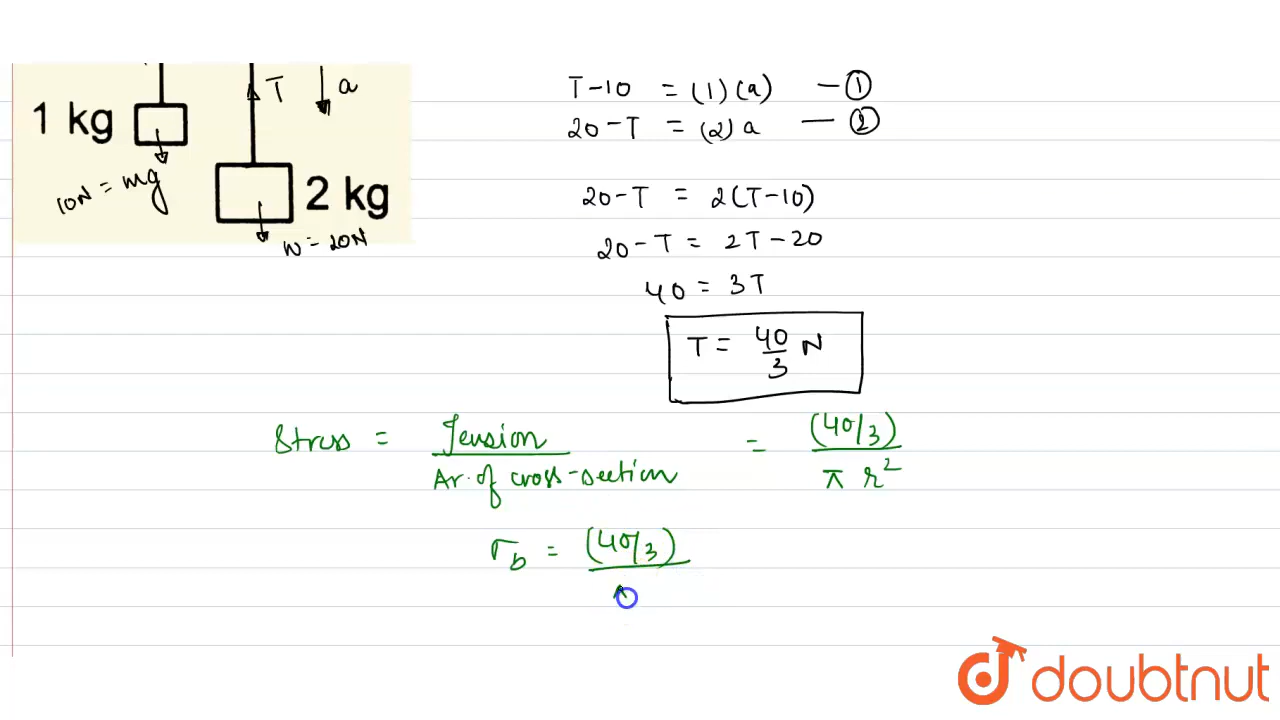 T a
1 kg
10N = mg
2 kg
W = 20N
T-10 = (1)(a) — ①
20-T = (2)a — ②
20-T = 2(T-10)
20-T = 2T-20
40 = 3T
T = 40/3 N
Stress = Tension / Ar. of cross-section = (40/3) / π r²
σb = (40/3)
doubtnut